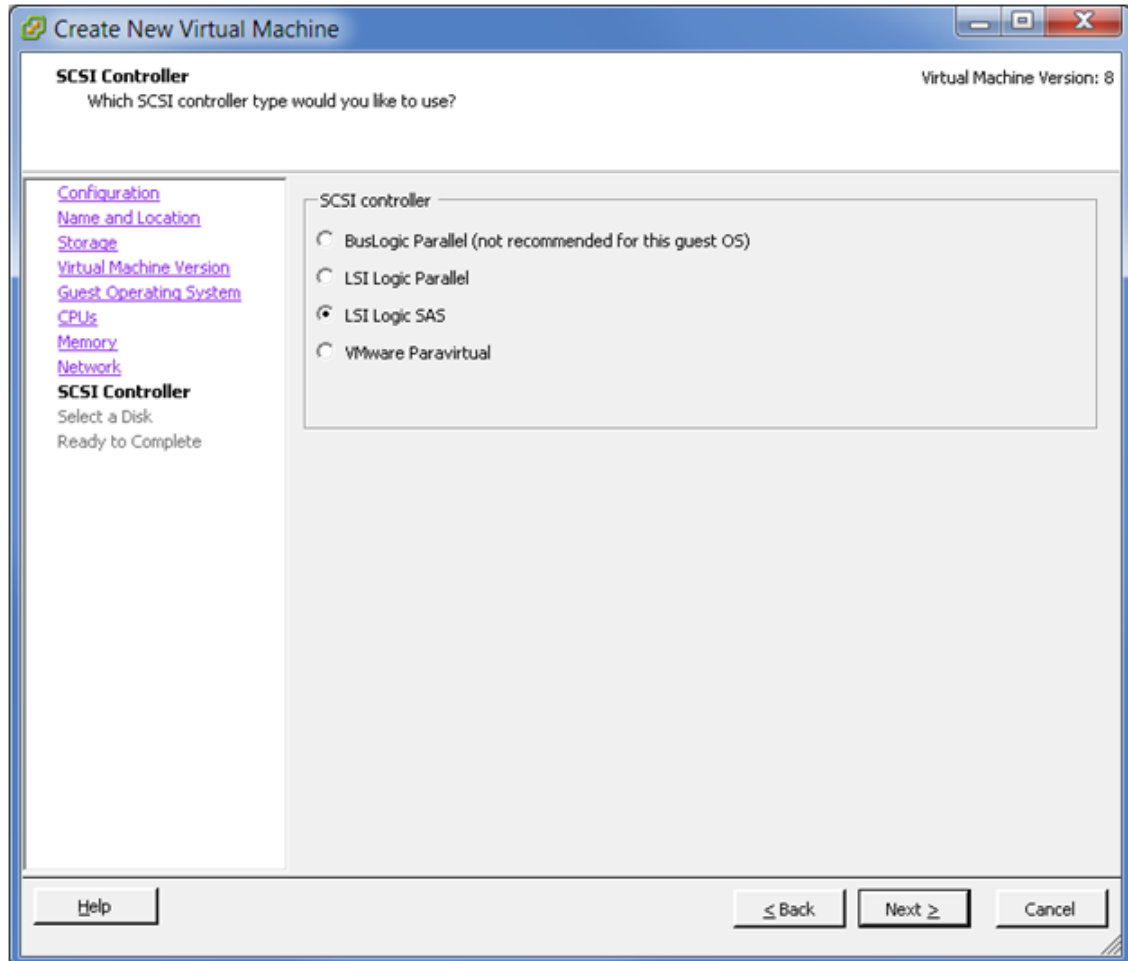 Create New Virtual Machine
SCSI Controller
Virtual Machine Version: 8
Which SCSI controller type would you like to use?
Configuration
Name and Location
Storage
Virtual Machine Version
Guest Operating System
CPUs
Memory
Network
SCSI Controller
Select a Disk
Ready to Complete
SCSI controller
BusLogic Parallel (not recommended for this guest OS)
LSI Logic Parallel
LSI Logic SAS
VMware Paravirtual
Help
< Back
Next >
Cancel